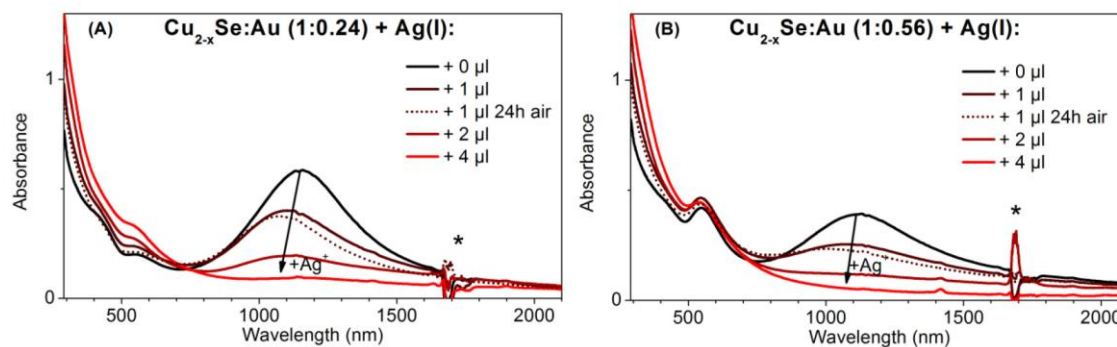 (A) Cu2-xSe:Au (1:0.24) + Ag(I):
+ 0 µl
+ 1 µl
+ 1 µl 24h air
+ 2 µl
+ 4 µl
1
0
Absorbance
*
+Ag+
500 1000 1500 2000
Wavelength (nm)
(B) Cu2-xSe:Au (1:0.56) + Ag(I):
+ 0 µl
+ 1 µl
+ 1 µl 24h air
+ 2 µl
+ 4 µl
1
0
Absorbance
*
+Ag+
500 1000 1500 2000
Wavelength (nm)